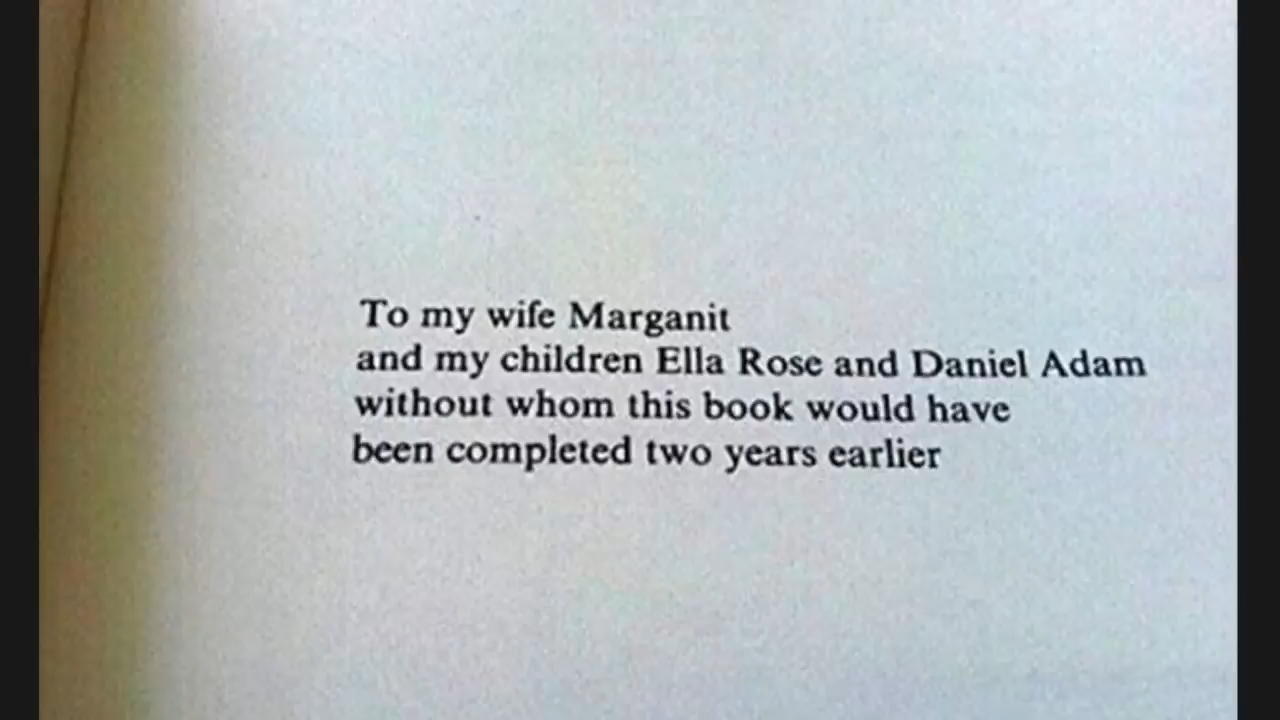 To my wife Marganit
and my children Ella Rose and Daniel Adam
without whom this book would have
been completed two years earlier